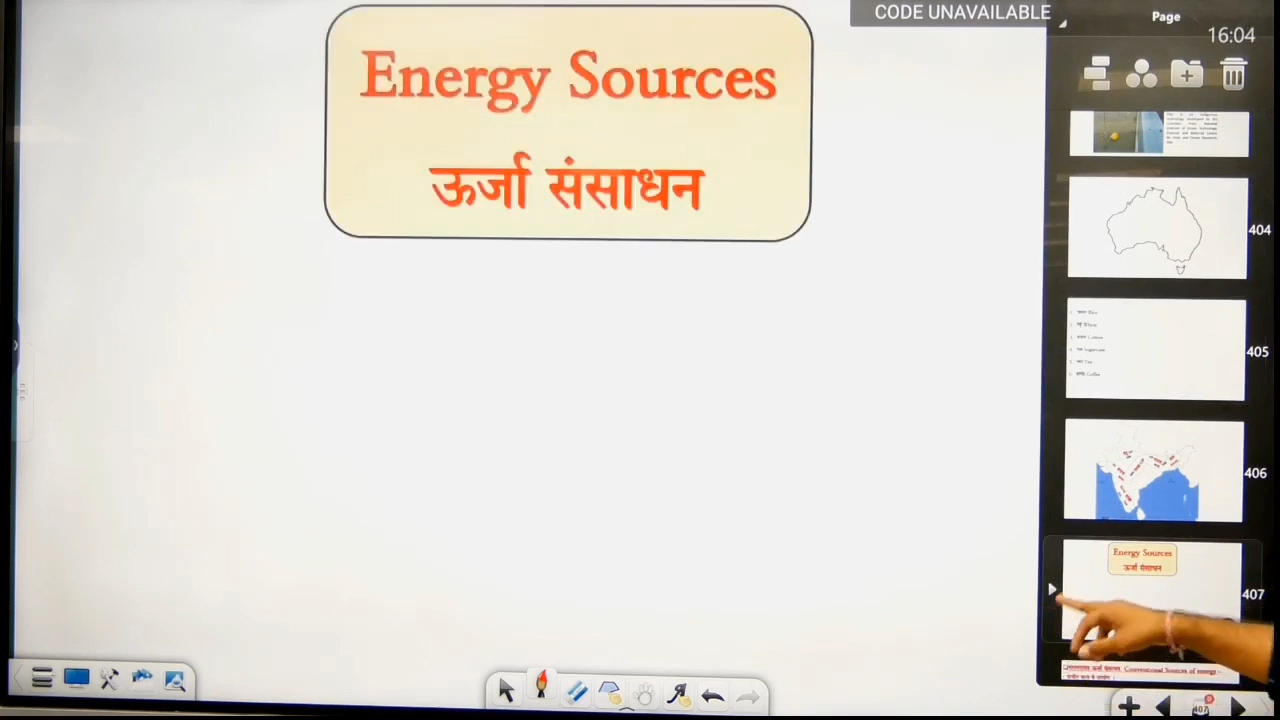 CODE UNAVAILABLE
Page
16:04
Energy Sources
ऊर्जा संसाधन
404
405
406
Energy Sources
ऊर्जा संसाधन
407
Conventional Sources of energy
407